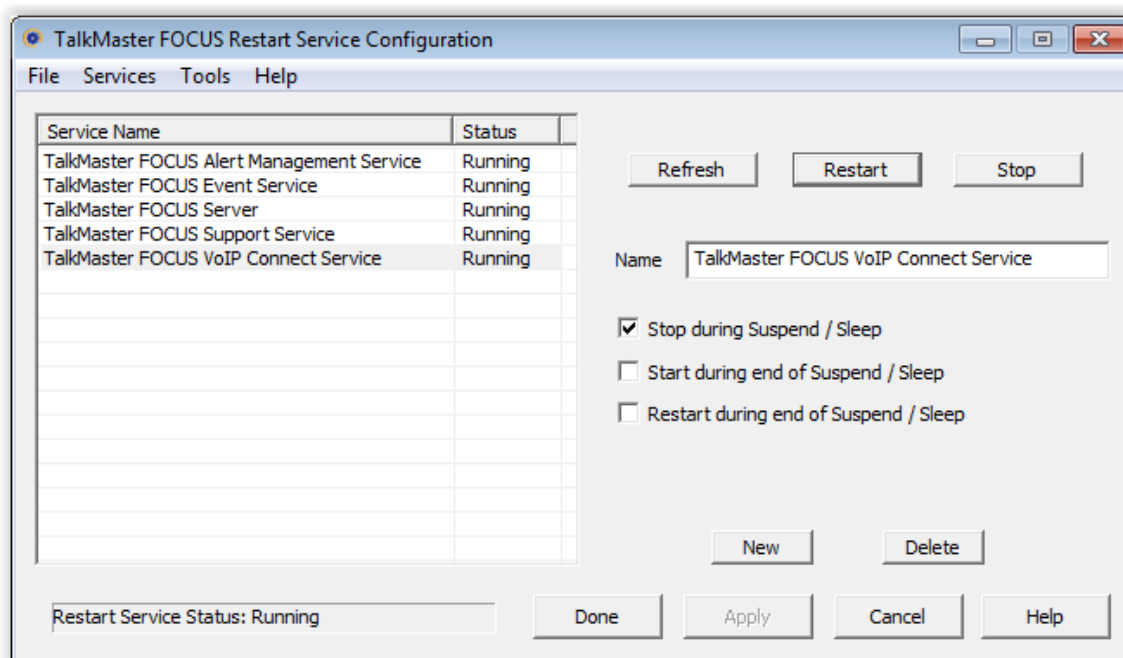 TalkMaster FOCUS Restart Service Configuration
File Services Tools Help
Service Name Status
TalkMaster FOCUS Alert Management Service Running
TalkMaster FOCUS Event Service Running
TalkMaster FOCUS Server Running
TalkMaster FOCUS Support Service Running
TalkMaster FOCUS VoIP Connect Service Running
Refresh Restart Stop
Name TalkMaster FOCUS VoIP Connect Service
Stop during Suspend / Sleep
Start during end of Suspend / Sleep
Restart during end of Suspend / Sleep
New Delete
Restart Service Status: Running
Done Apply Cancel Help